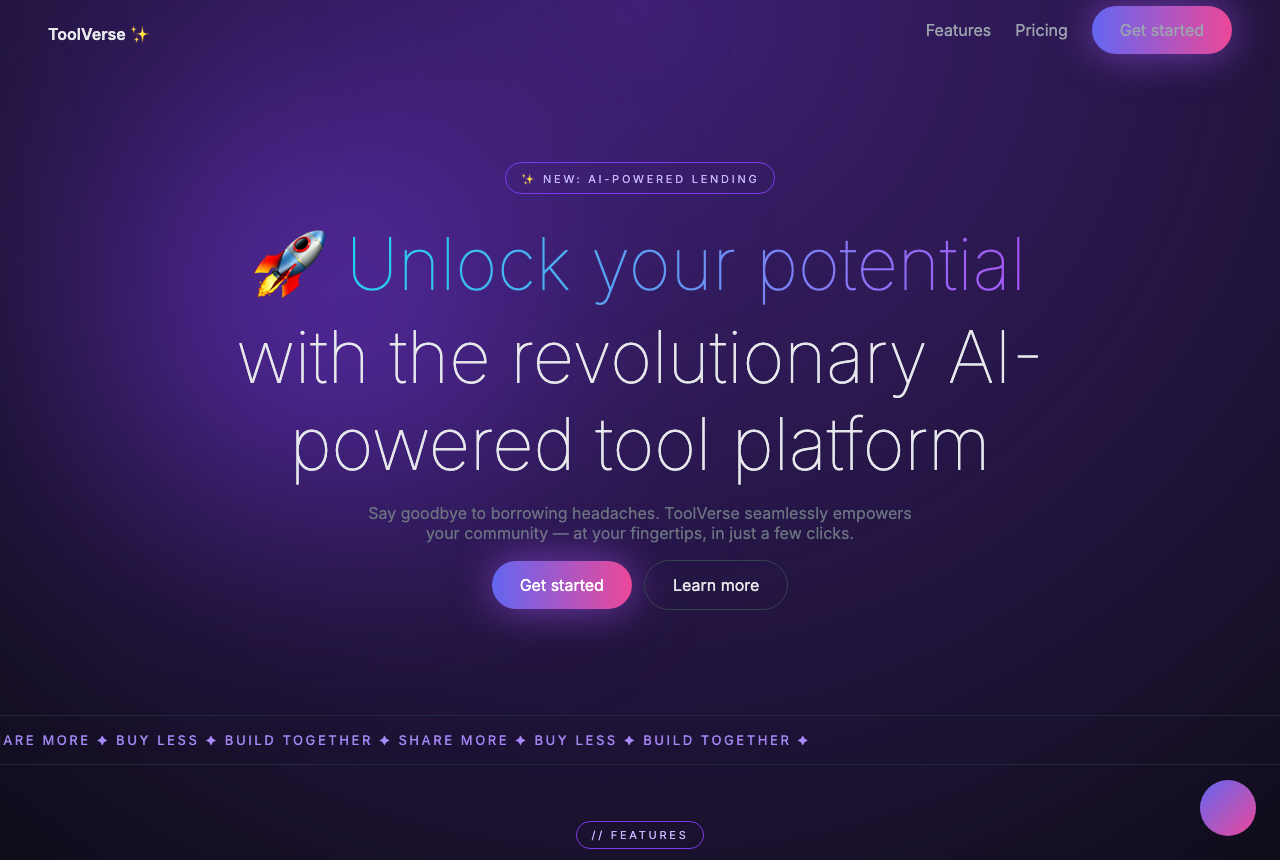 ToolVerse ✨
Features
Pricing
Get started
✨ NEW: AI-POWERED LENDING
🚀 Unlock your potential
with the revolutionary AI-
powered tool platform
Say goodbye to borrowing headaches. ToolVerse seamlessly empowers
your community — at your fingertips, in just a few clicks.
Get started
Learn more
ARE MORE ✦ BUY LESS ✦ BUILD TOGETHER ✦ SHARE MORE ✦ BUY LESS ✦ BUILD TOGETHER ✦
// FEATURES